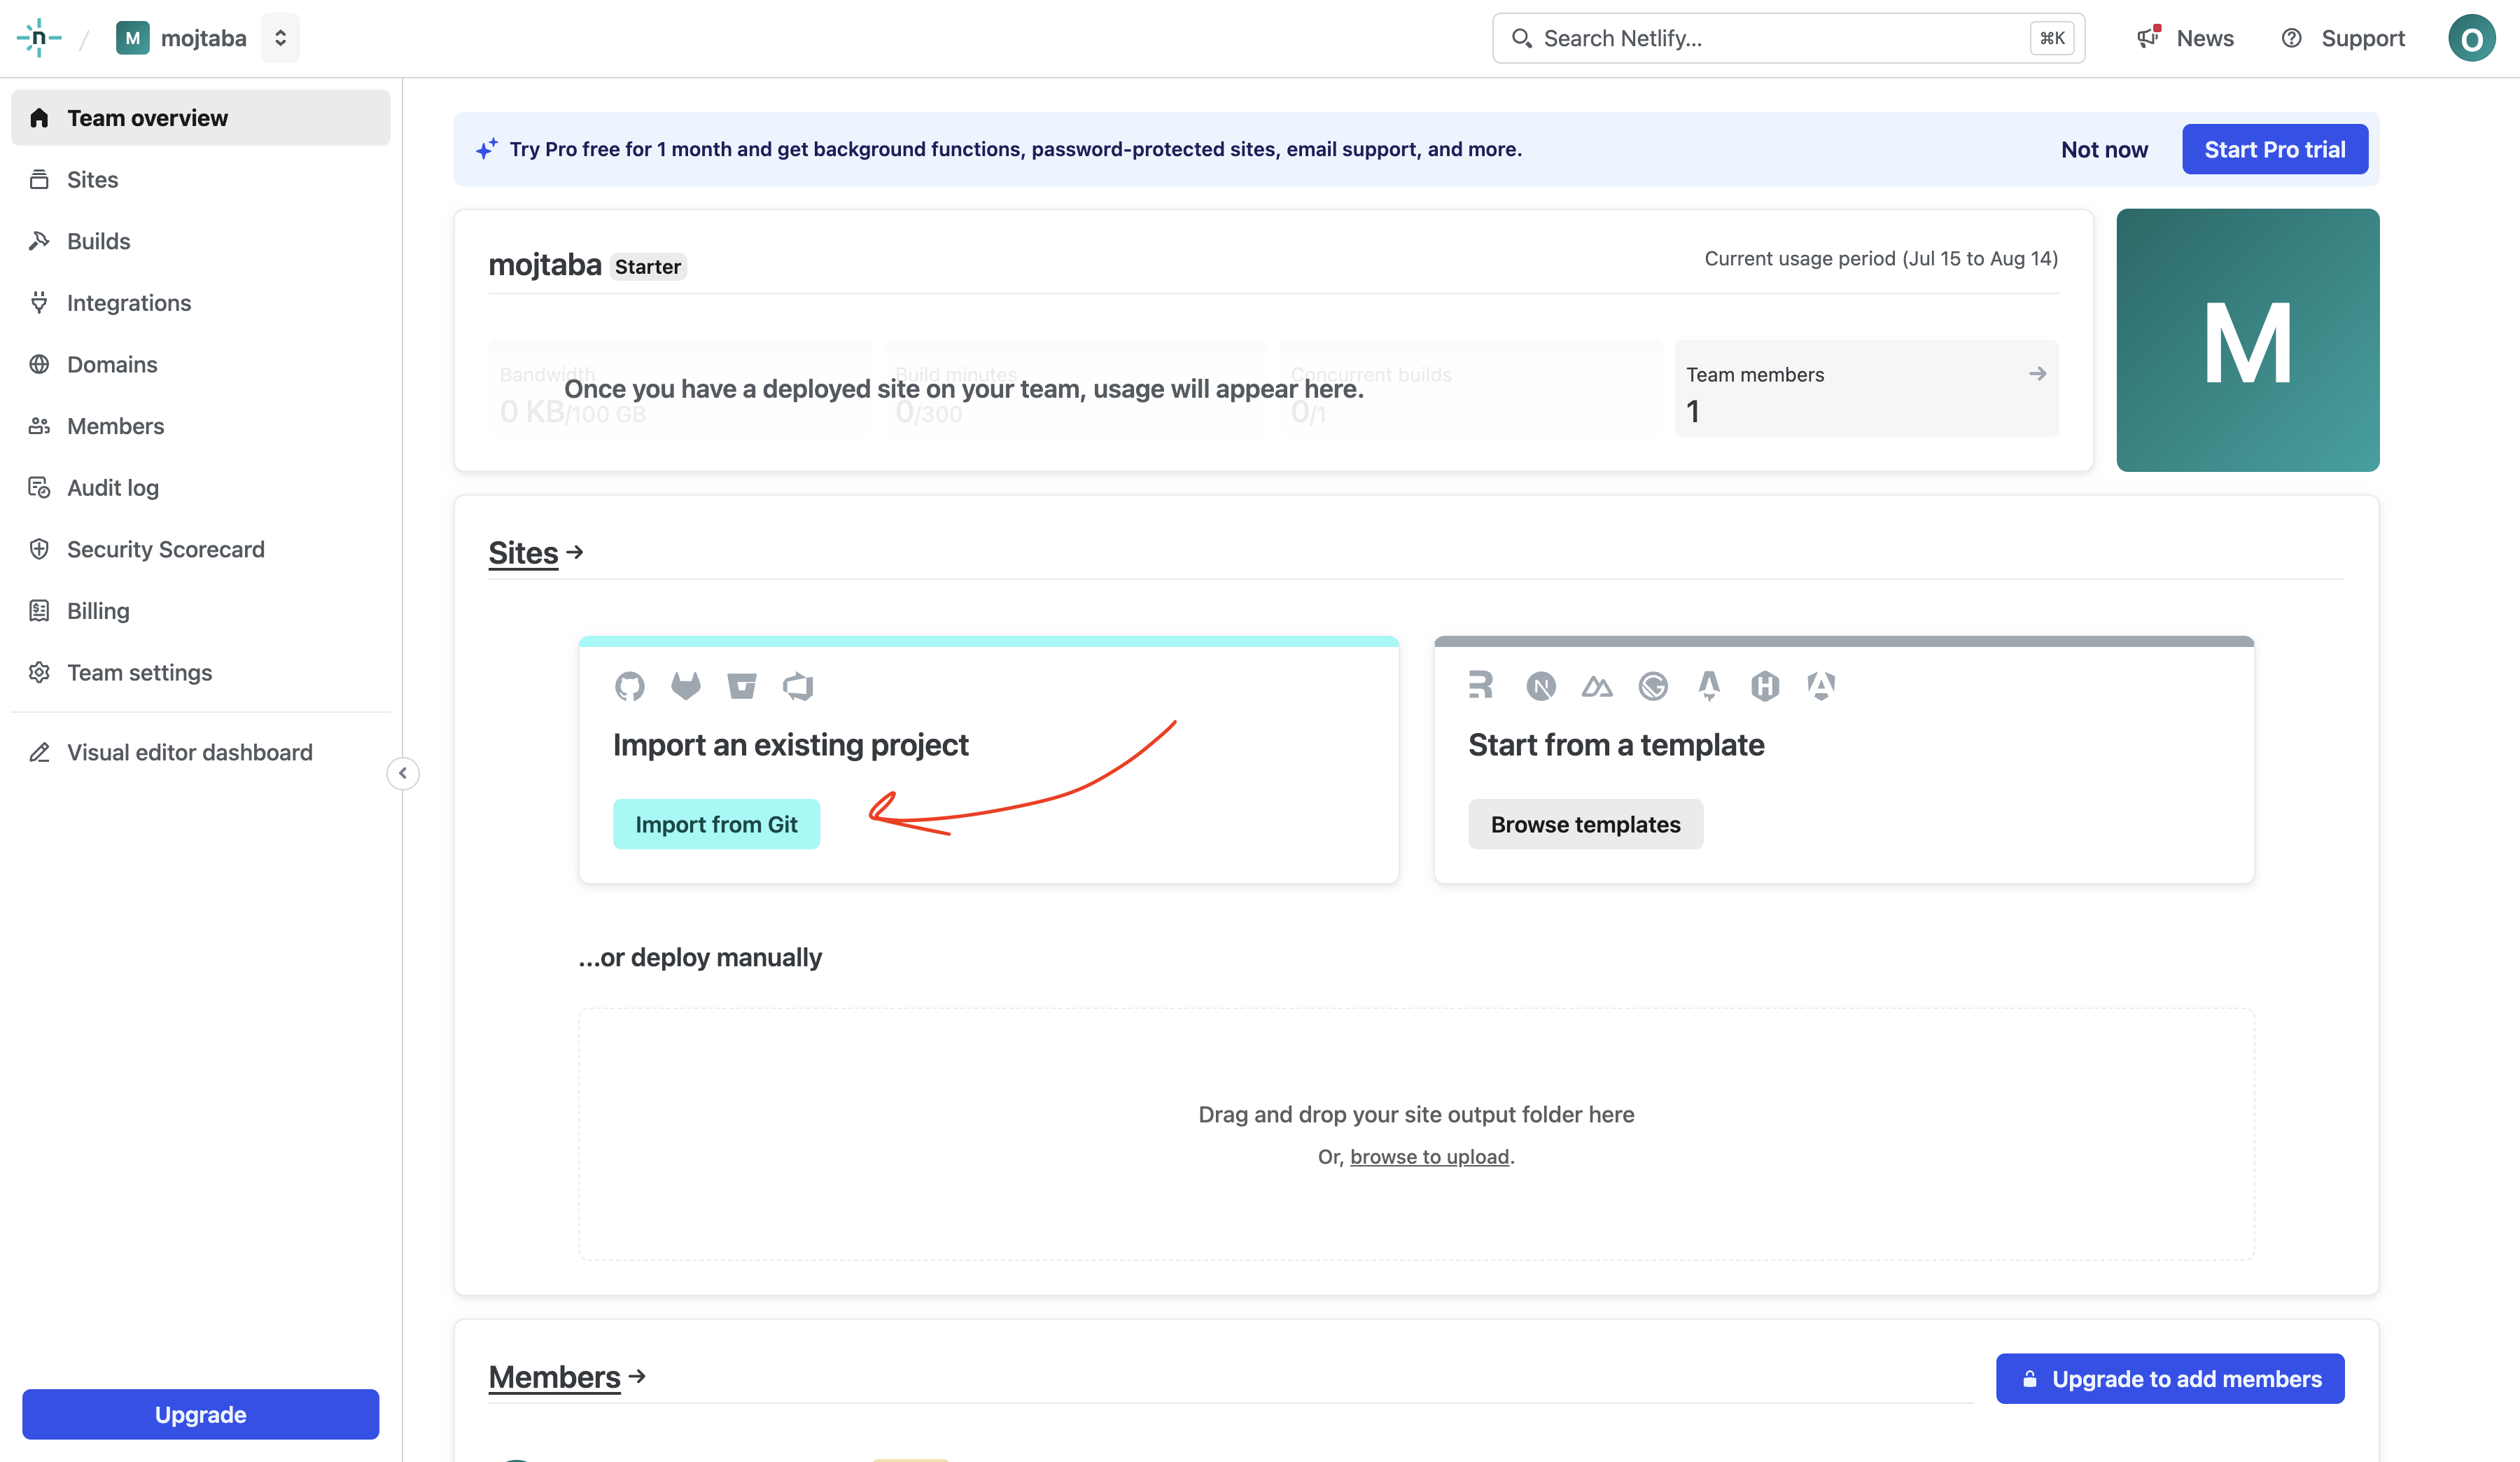 n / M mojtaba
Search Netlify... ⌘K
News
Support
O
Team overview
Sites
Builds
Integrations
Domains
Members
Audit log
Security Scorecard
Billing
Team settings
Visual editor dashboard
Upgrade
Try Pro free for 1 month and get background functions, password-protected sites, email support, and more.
Not now
Start Pro trial
mojtaba Starter
Current usage period (Jul 15 to Aug 14)
Bandwidth
0 KB/100 GB
Build minutes
0/300
Concurrent builds
0/1
Once you have a deployed site on your team, usage will appear here.
Team members
1
M
Sites →
Import an existing project
Import from Git
Start from a template
Browse templates
...or deploy manually
Drag and drop your site output folder here
Or, browse to upload.
Members →
Upgrade to add members